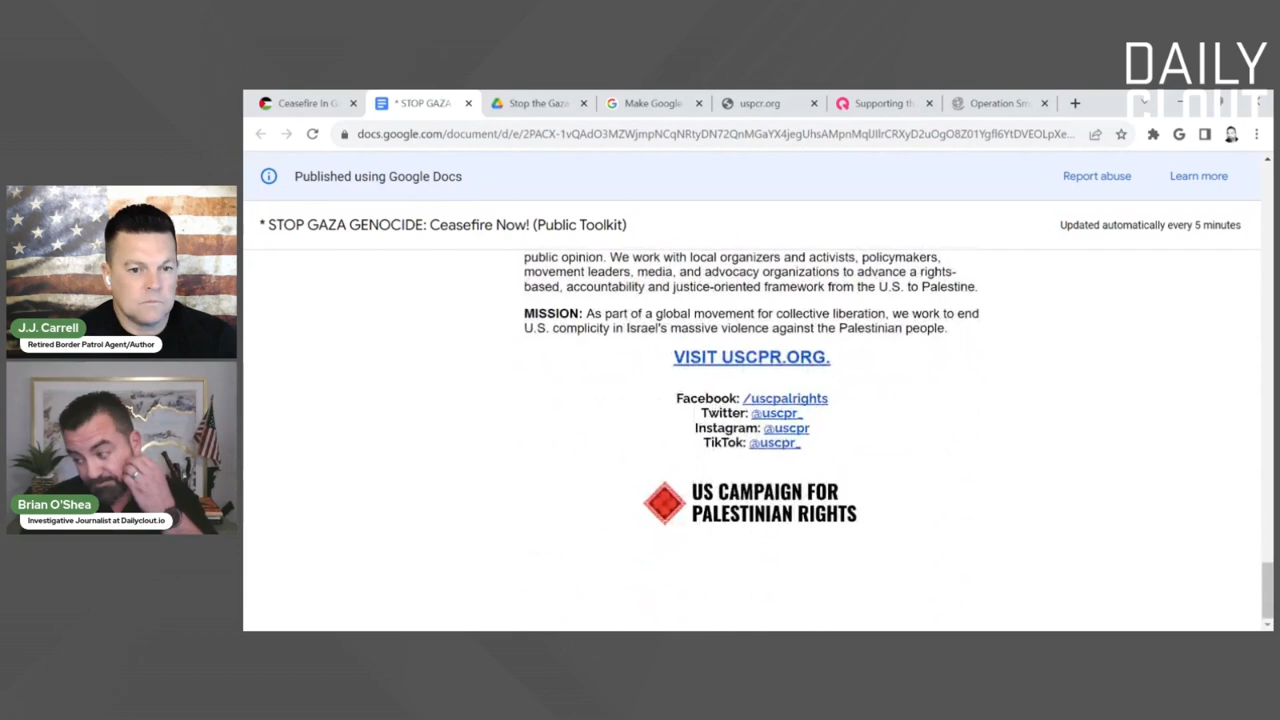 DAILY
CLOUT
Ceasefire In G
* STOP GAZA
Stop the Gaza
Make Google
uspcr.org
Supporting th
Operation Sm
docs.google.com/document/d/e/2PACX-1vQAdO3MZWjmpNCqNRtyDN72QnMGaYX4jegUhsAMpnMqUIlrCRXyD2uOgO8Z01Ygfl6YtDVEOLpXe...
Published using Google Docs
Report abuse
Learn more
* STOP GAZA GENOCIDE: Ceasefire Now! (Public Toolkit)
Updated automatically every 5 minutes
public opinion. We work with local organizers and activists, policymakers,
movement leaders, media, and advocacy organizations to advance a rights-
based, accountability and justice-oriented framework from the U.S. to Palestine.
MISSION: As part of a global movement for collective liberation, we work to end
U.S. complicity in Israel's massive violence against the Palestinian people.
VISIT USCPR.ORG.
Facebook: /uscpalrights
Twitter: @uscpr_
Instagram: @uscpr
TikTok: @uscpr_
US CAMPAIGN FOR
PALESTINIAN RIGHTS
J.J. Carrell
Retired Border Patrol Agent/Author
Brian O'Shea
Investigative Journalist at Dailyclout.io